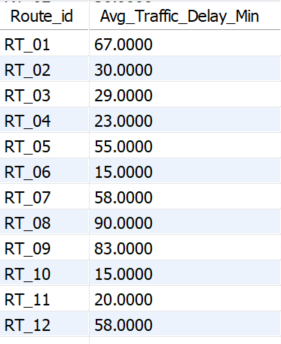 Route_id Avg_Traffic_Delay_Min
RT_01 67.0000
RT_02 30.0000
RT_03 29.0000
RT_04 23.0000
RT_05 55.0000
RT_06 15.0000
RT_07 58.0000
RT_08 90.0000
RT_09 83.0000
RT_10 15.0000
RT_11 20.0000
RT_12 58.0000